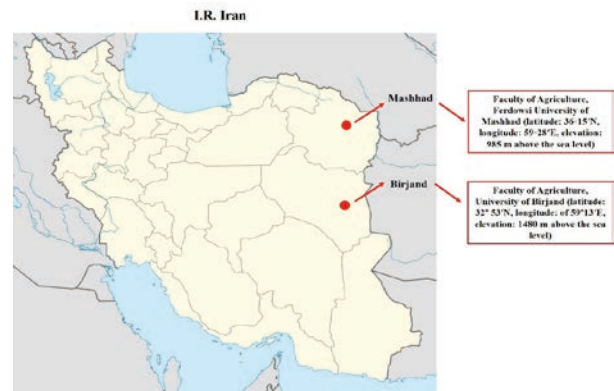 I.R. Iran
Mashhad
Faculty of Agriculture,
Ferdowsi University of
Mashhad (latitude: 36-15°N,
longitude: 59-28°E, elevation:
985 m above the sea level)
Birjand
Faculty of Agriculture,
University of Birjand (latitude:
32° 53'N, longitude: of 59°13'E,
elevation: 1480 m above the sea
level)